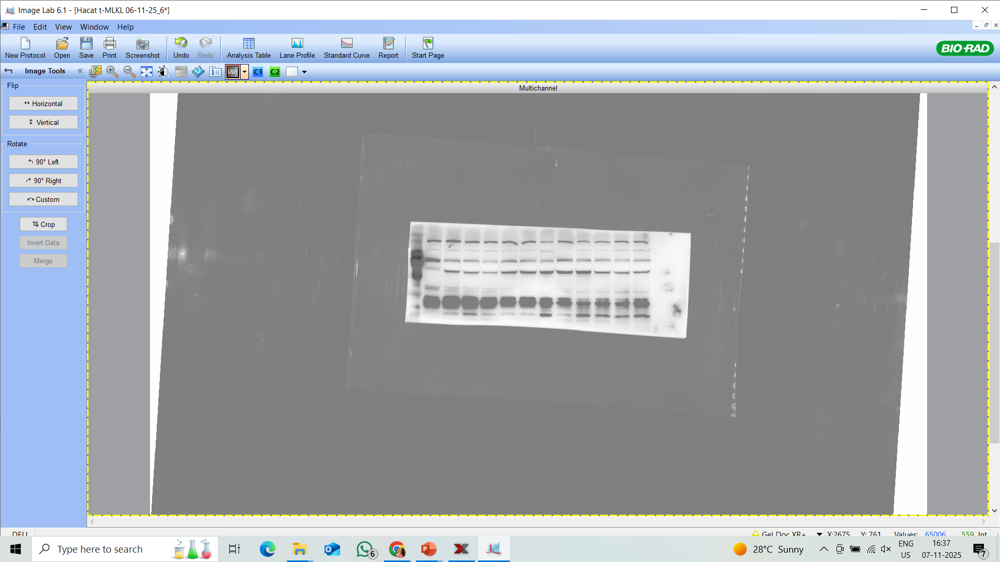 Image Lab 6.1 - [Hacat t-MLKL 06-11-25_6*]
File Edit View Window Help
New Protocol Open Save Print Screenshot Undo Redo Analysis Table Lane Profile Standard Curve Report Start Page
BIO-RAD
Image Tools « GRAY C1 C2
Multichannel
Flip
Horizontal
Vertical
Rotate
90° Left
90° Right
Custom
Crop
Invert Data
Merge
Gel Doc XR+ X:2675 Y: 761 Values: 65006 559 Int
Type here to search
6
28°C Sunny
ENG
US
16:37
07-11-2025
7